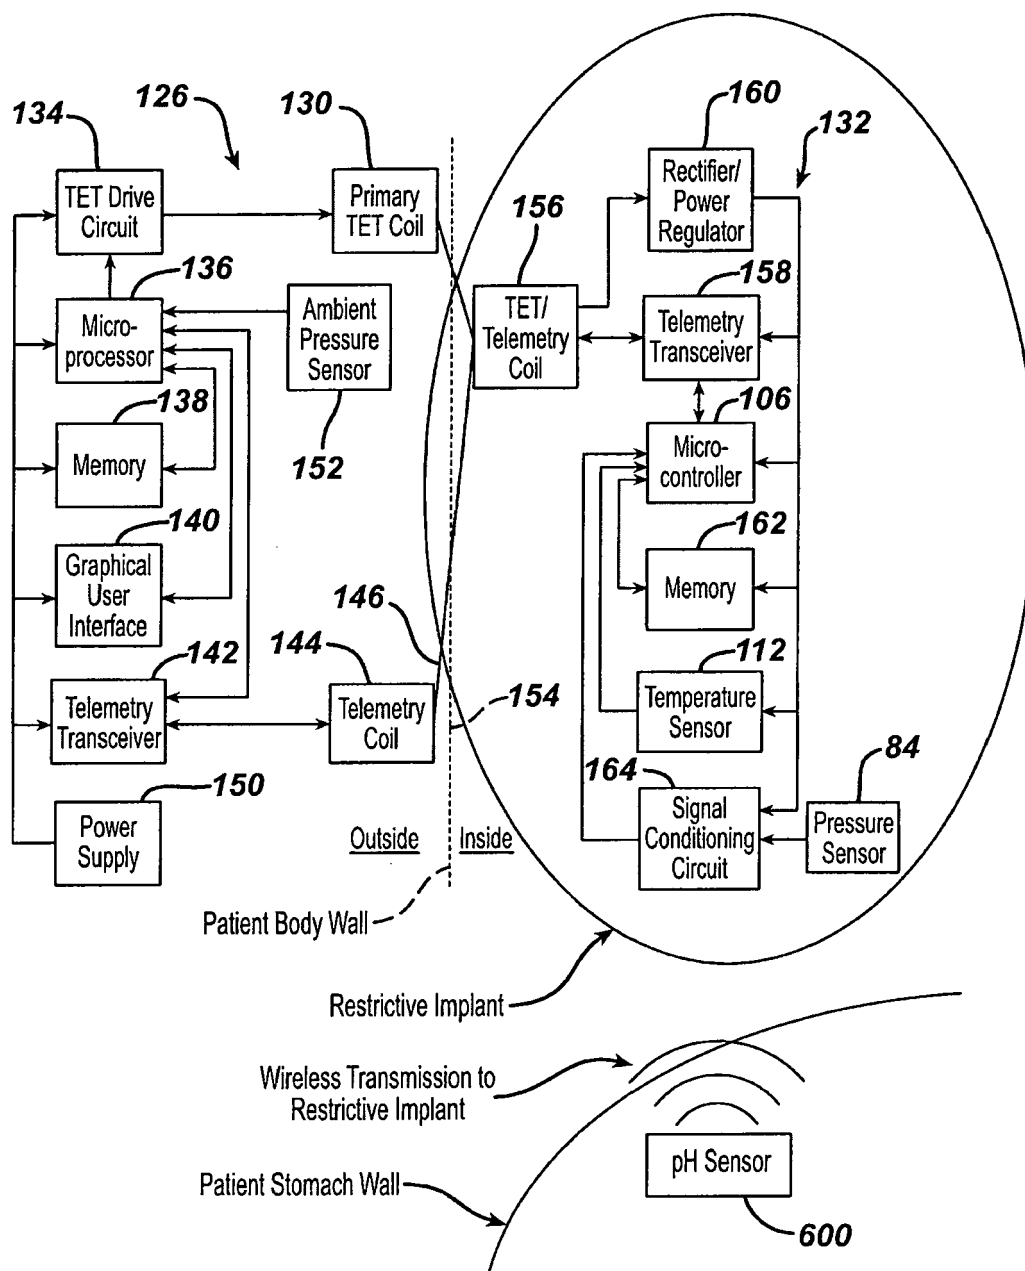 134
126
130
160
132
TET Drive
Circuit
Primary
TET Coil
Rectifier/
Power
Regulator
156
136
158
Micro-
processor
Ambient
Pressure
Sensor
TET/
Telemetry
Coil
Telemetry
Transceiver
138
106
Memory
152
Micro-
controller
140
162
Graphical
User
Interface
Memory
146
142
144
112
Telemetry
Transceiver
Telemetry
Coil
154
Temperature
Sensor
150
164
84
Power
Supply
Outside
Inside
Signal
Conditioning
Circuit
Pressure
Sensor
Patient Body Wall
Restrictive Implant
Wireless Transmission to
Restrictive Implant
pH Sensor
Patient Stomach Wall
600